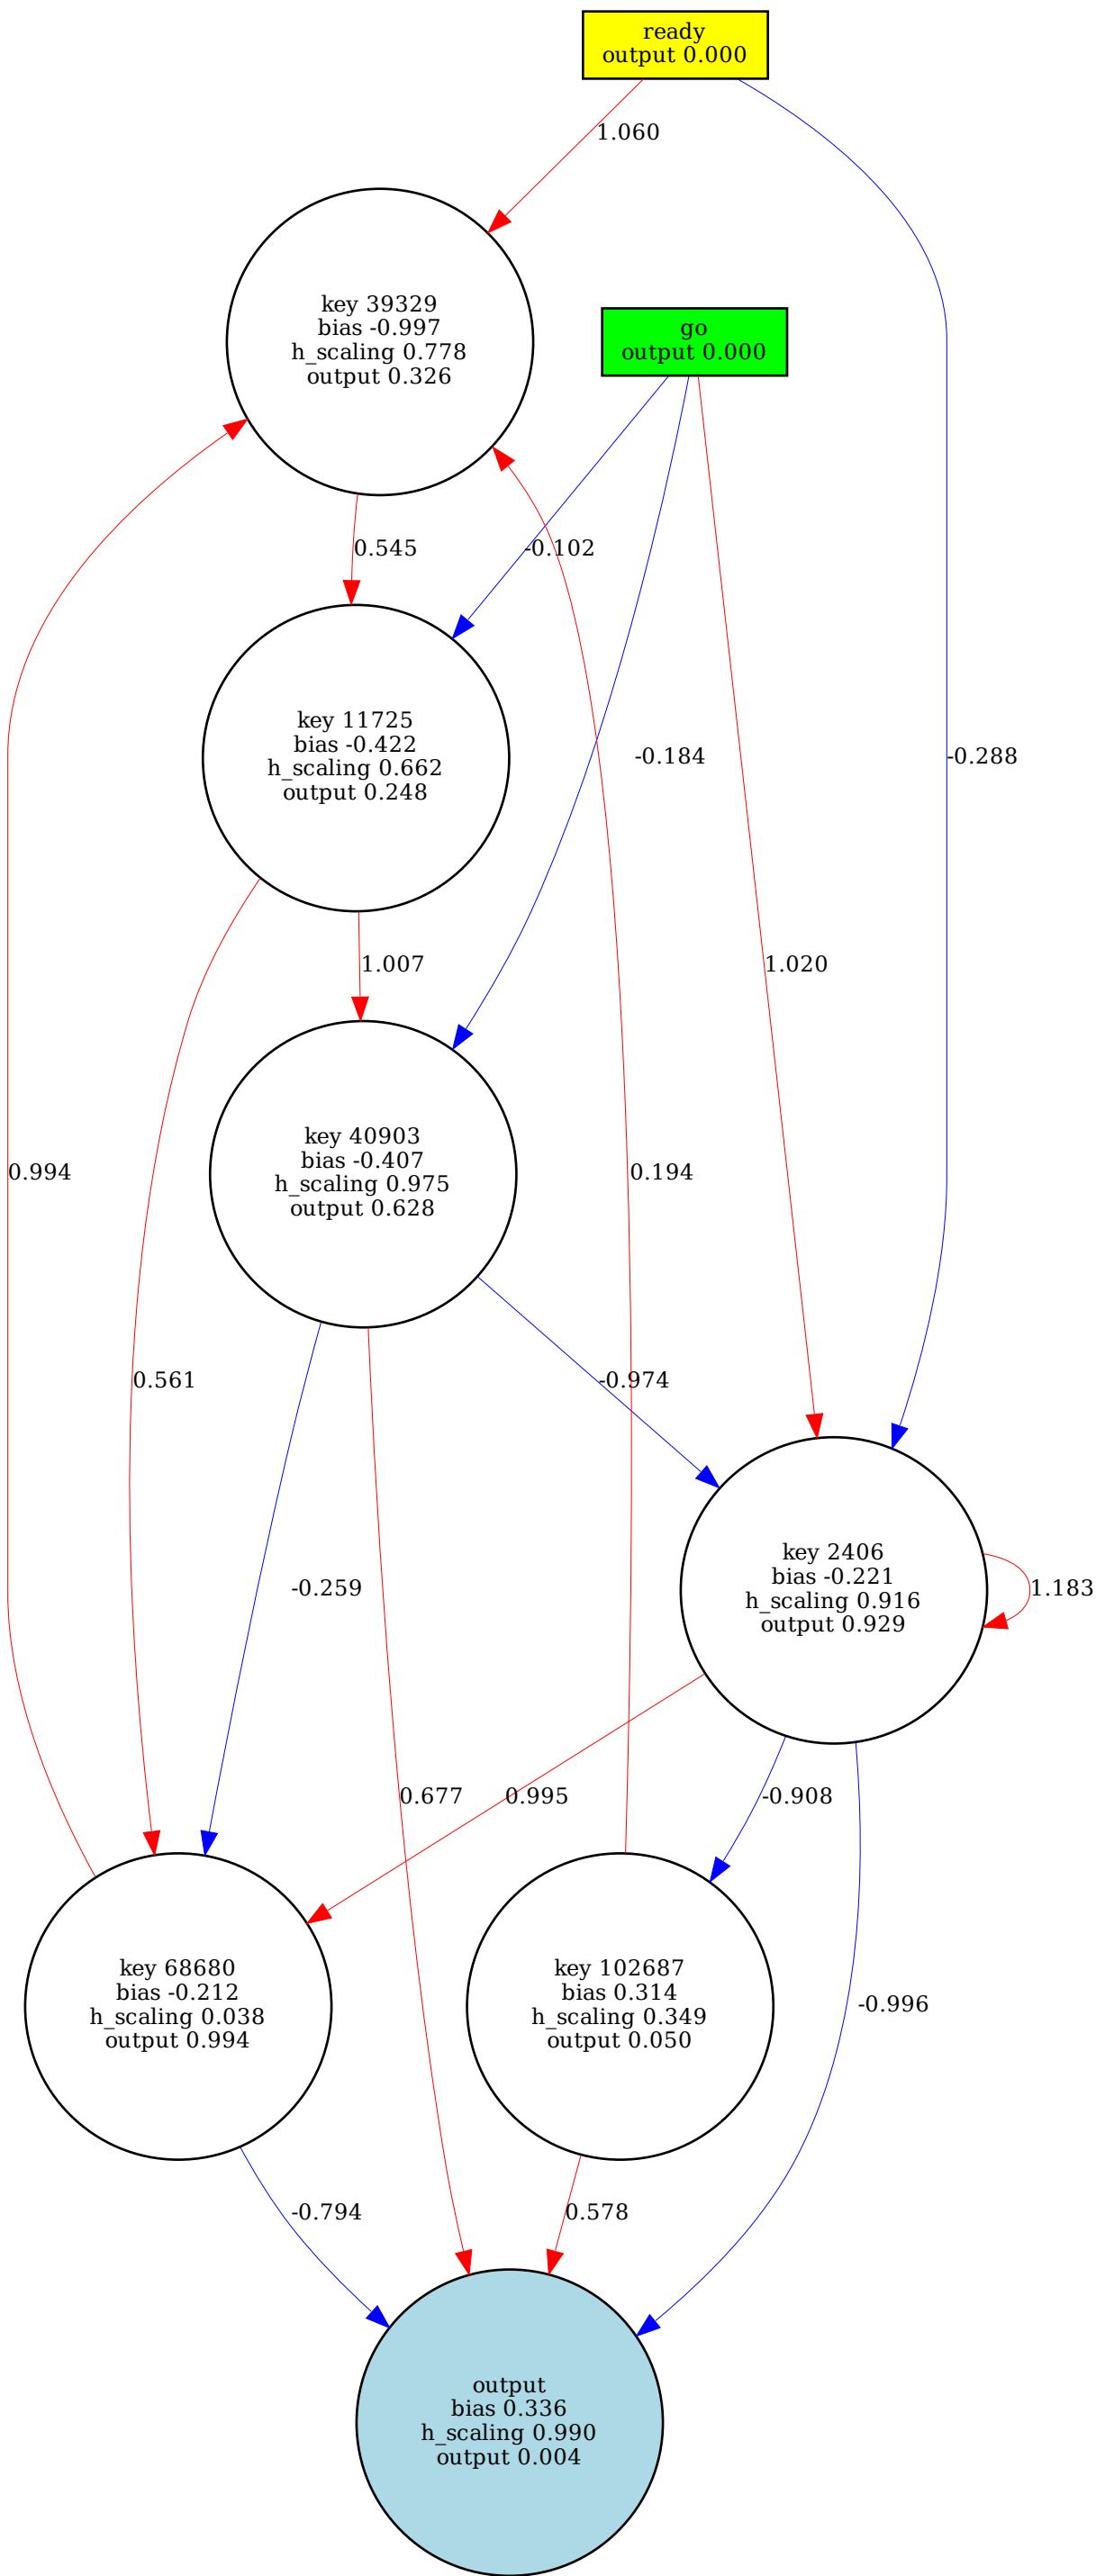 ready
output 0.000
1.060
key 39329
bias -0.997
h_scaling 0.778
output 0.326
go
output 0.000
0.545
-0.102
key 11725
bias -0.422
h_scaling 0.662
output 0.248
-0.184
-0.288
1.007
1.020
key 40903
bias -0.407
h_scaling 0.975
output 0.628
0.994
0.194
0.561
-0.974
key 2406
bias -0.221
h_scaling 0.916
output 0.929
-0.259
1.183
0.677
0.995
-0.908
key 68680
bias -0.212
h_scaling 0.038
output 0.994
key 102687
bias 0.314
h_scaling 0.349
output 0.050
-0.996
-0.794
0.578
output
bias 0.336
h_scaling 0.990
output 0.004